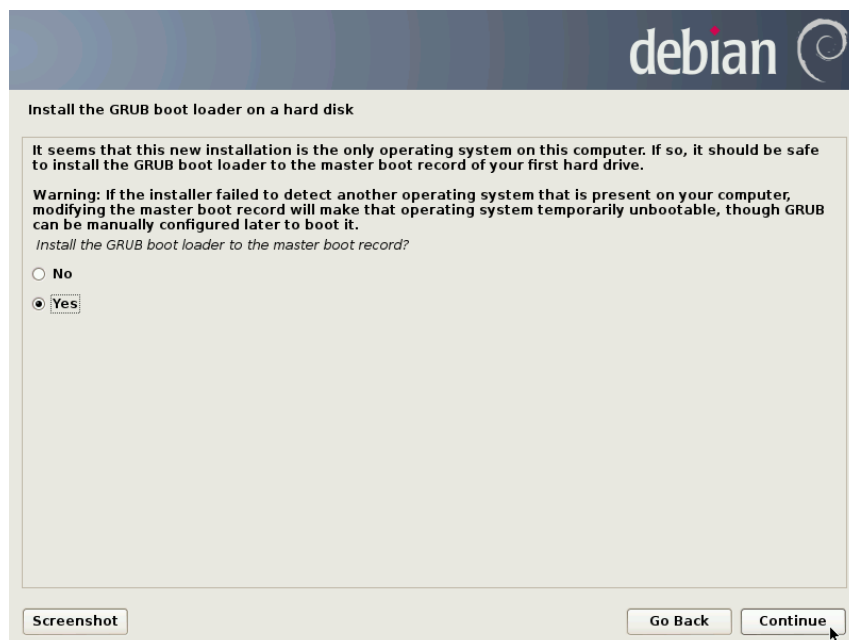 debian
Install the GRUB boot loader on a hard disk
It seems that this new installation is the only operating system on this computer. If so, it should be safe
to install the GRUB boot loader to the master boot record of your first hard drive.
Warning: If the installer failed to detect another operating system that is present on your computer,
modifying the master boot record will make that operating system temporarily unbootable, though GRUB
can be manually configured later to boot it.
Install the GRUB boot loader to the master boot record?
No
Yes
Screenshot
Go Back
Continue